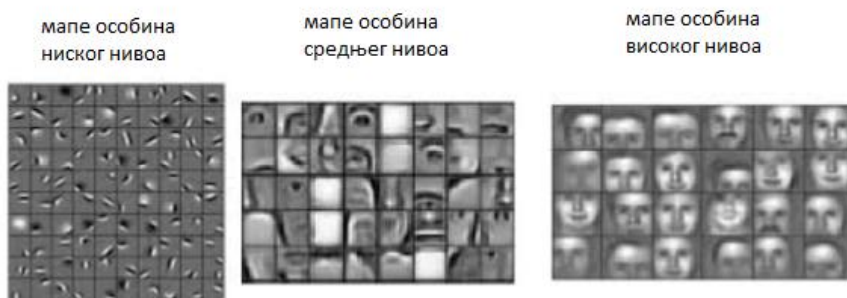 мапе особина
ниског нивоа
мапе особина
средњег нивоа
мапе особина
високог нивоа